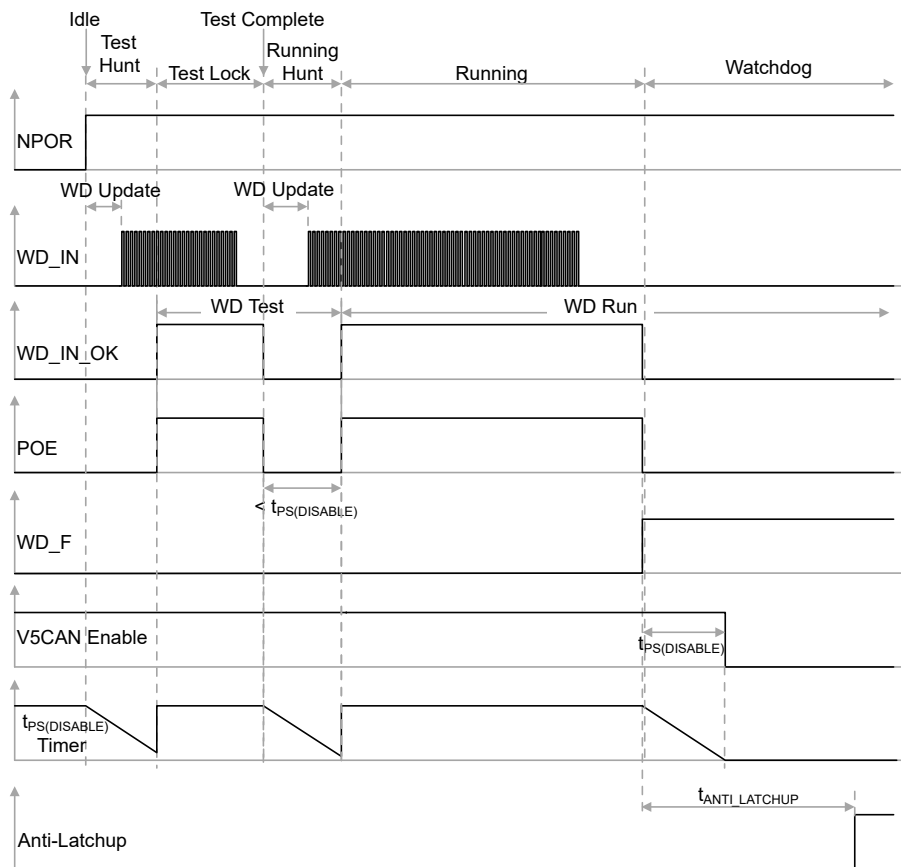 Idle
Test Complete
Test
Hunt
Test Lock
Running
Hunt
Running
Watchdog
NPOR
WD Update
WD Update
WD_IN
WD Test
WD Run
WD_IN_OK
POE
< tPS(DISABLE)
WD_F
V5CAN Enable
tPS(DISABLE)
tPS(DISABLE)
Timer
tANTI_LATCHUP
Anti-Latchup